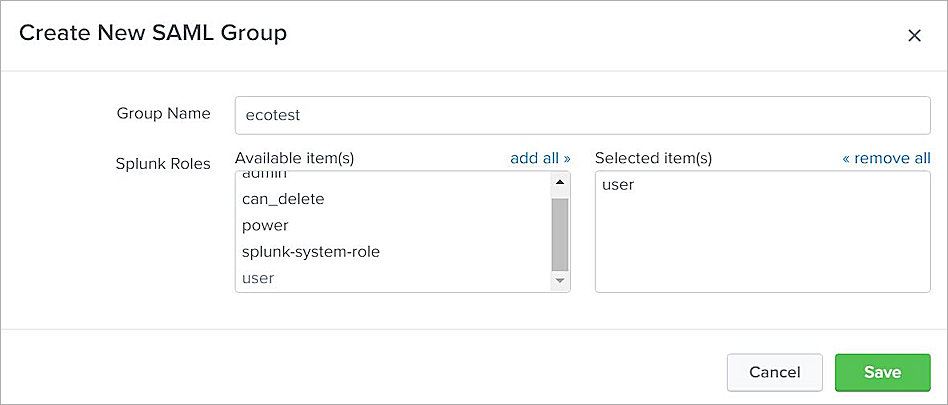 Create New SAML Group
Group Name
ecotest
Splunk Roles
Available item(s) add all »
admin
can_delete
power
splunk-system-role
user
Selected item(s) « remove all
user
Cancel Save